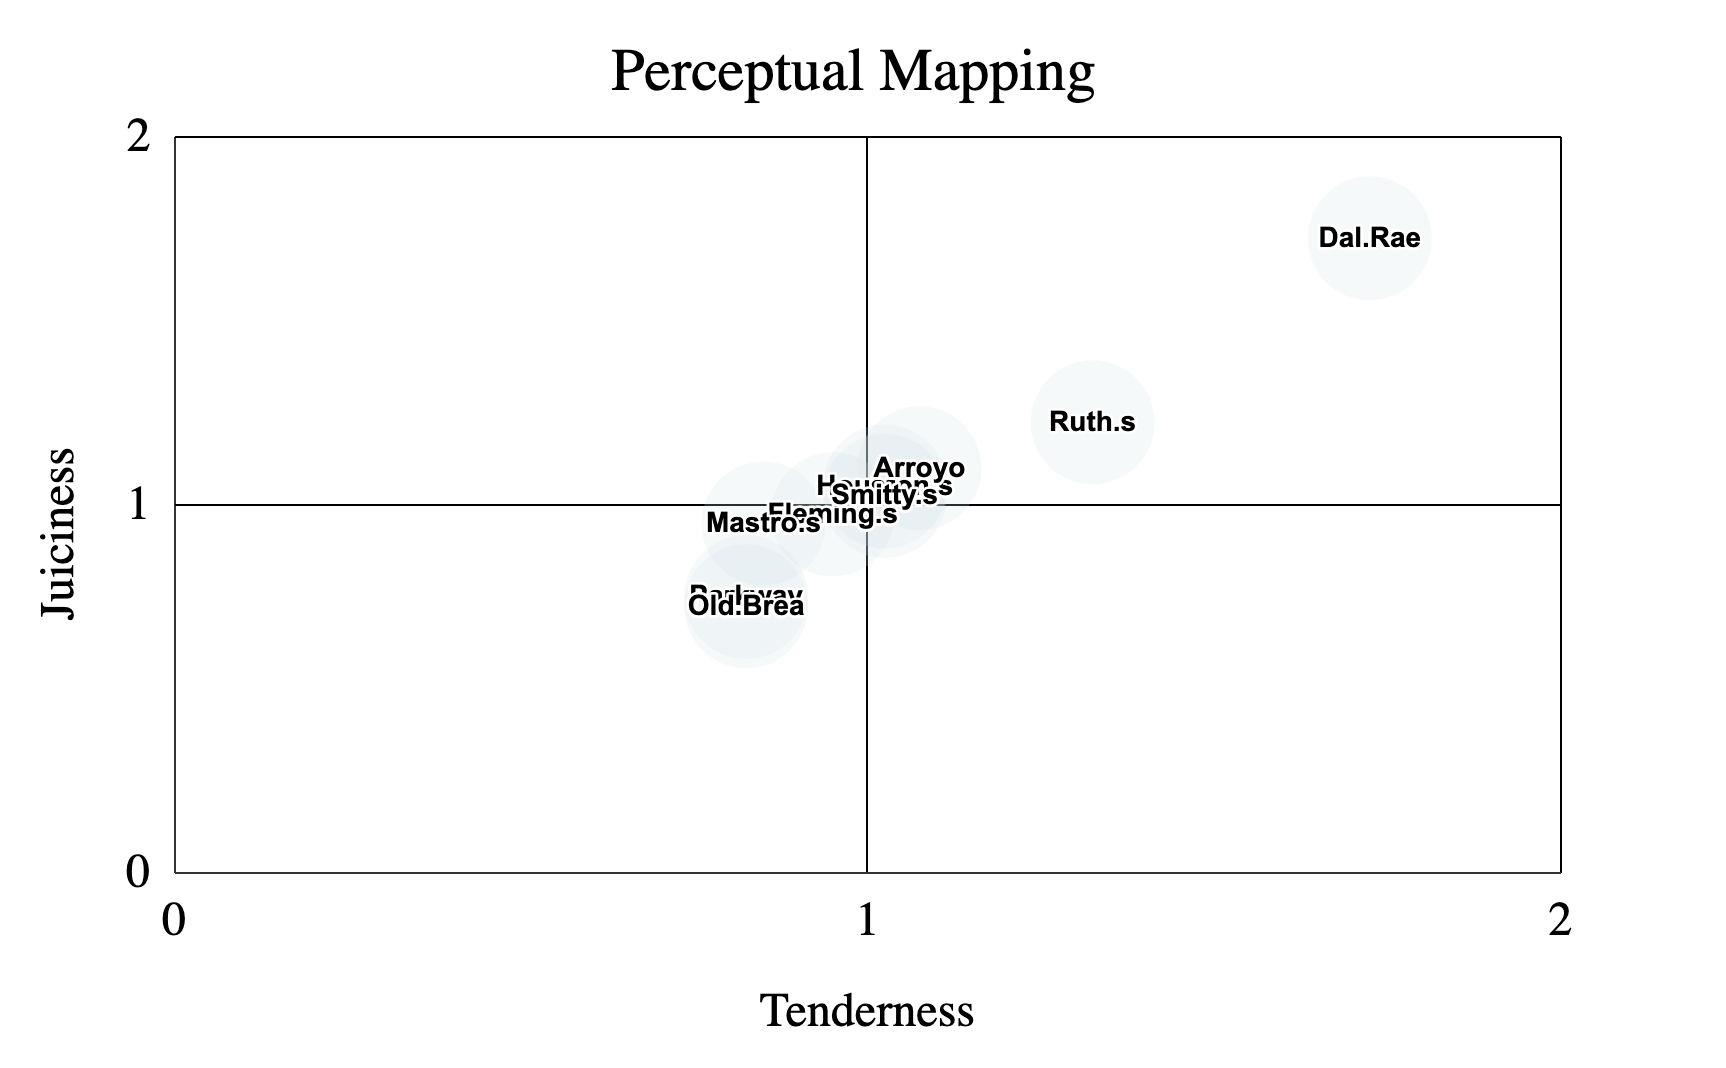 Perceptual Mapping
2
Dal.Rae
Ruth.s
Arroyo
Smitty.s
1
Fleming.s
Mastro.s
Old.Brea
Juiciness
0
0
1
2
Tenderness